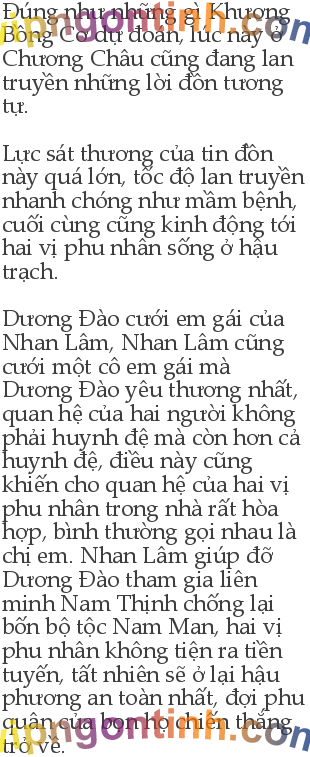 Đúng như những gì Khương
Bồng Cơ dự đoán, lúc này ở
Chương Châu cũng đang lan
truyền những lời đồn tương
tự.
Lực sát thương của tin đồn
này quá lớn, tốc độ lan truyền
nhanh chóng như mầm bệnh,
cuối cùng cũng kinh động tới
hai vị phu nhân sống ở hậu
trạch.
Dương Đào cưới em gái của
Nhan Lâm, Nhan Lâm cũng
cưới một cô em gái mà
Dương Đào yêu thương nhất,
quan hệ của hai người không
phải huynh đệ mà còn hơn cả
huynh đệ, điều này cũng
khiến cho quan hệ của hai vị
phu nhân trong nhà rất hòa
hợp, bình thường gọi nhau là
chị em. Nhan Lâm giúp đỡ
Dương Đào tham gia liên
minh Nam Thịnh chống lại
bốn bộ tộc Nam Man, hai vị
phu nhân không tiện ra tiền
tuyến, tất nhiên sẽ ở lại hậu
phương an toàn nhất, đợi phu
quân của bọn họ chiến thắng
trở về.